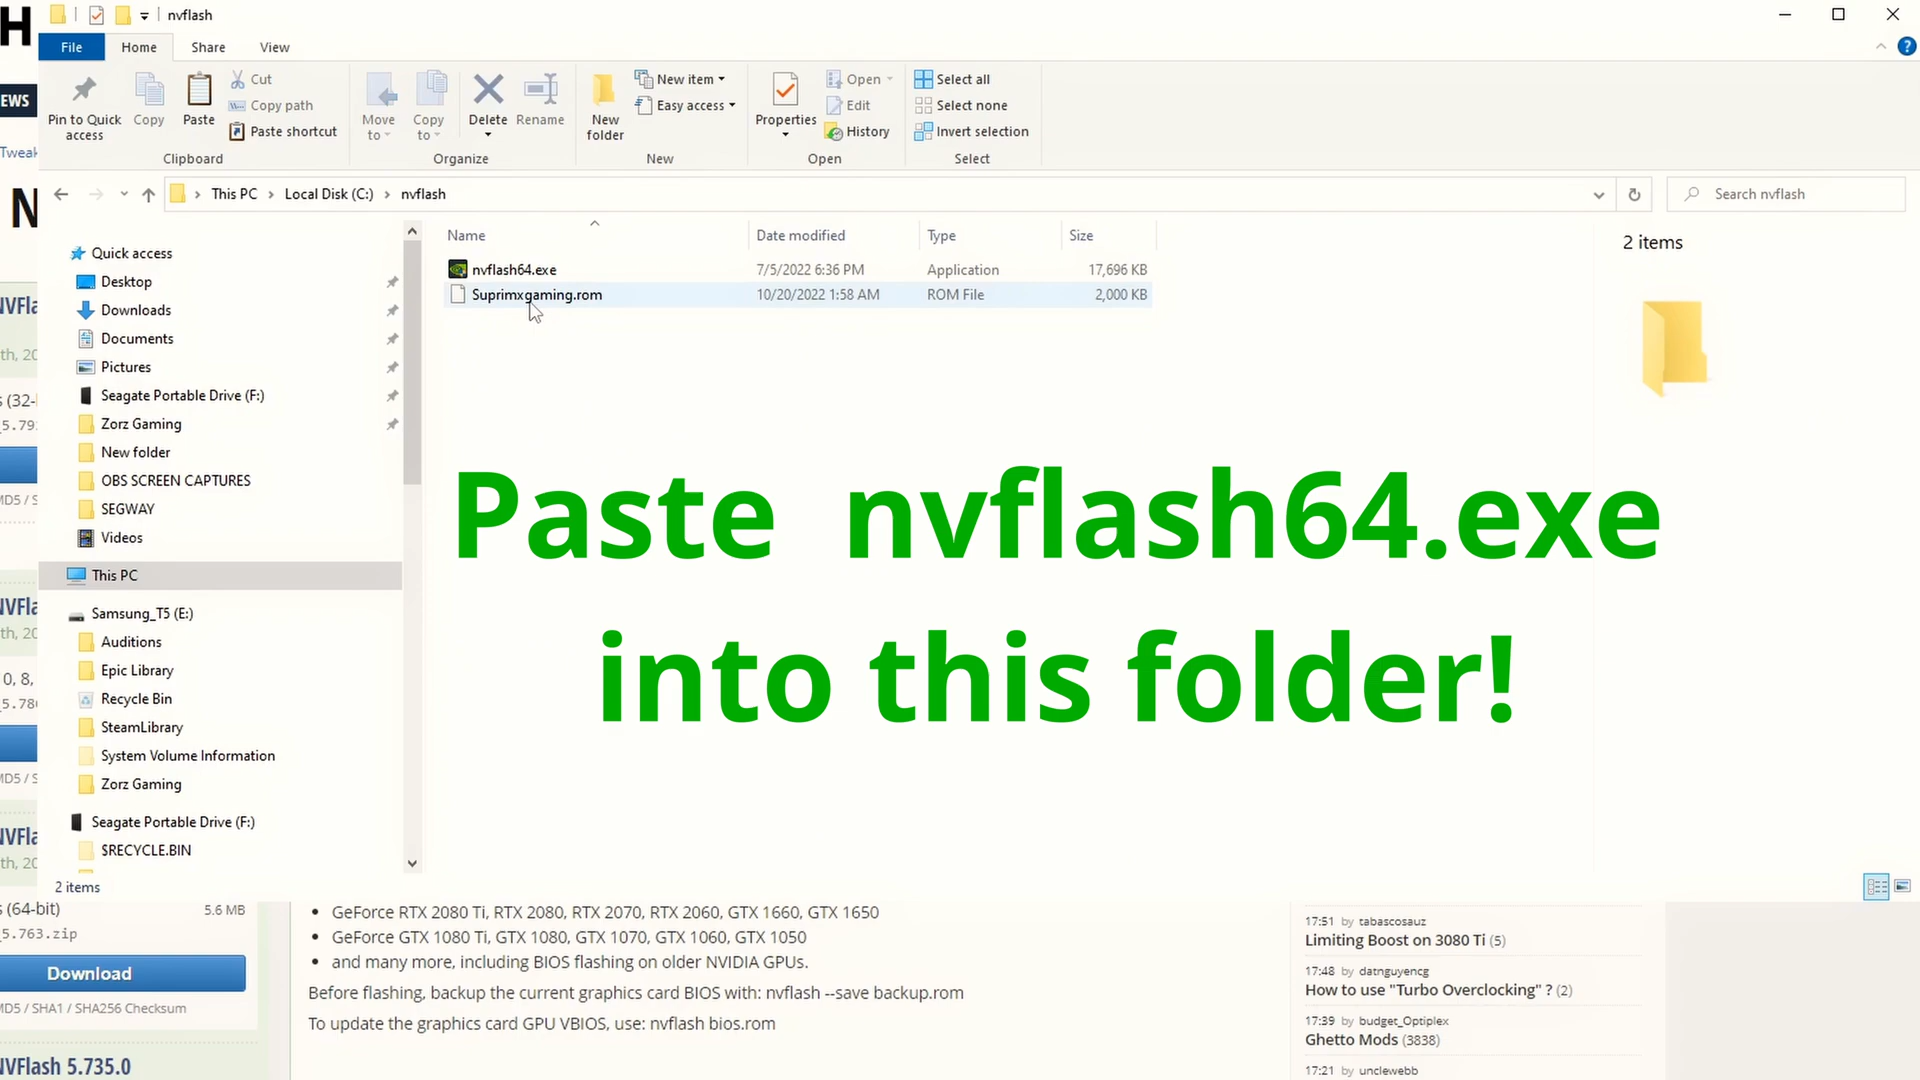 H
nvflash
File
Home
Share
View
Pin to Quick
access
Copy
Paste
Cut
Copy path
Paste shortcut
Clipboard
Move
to
Copy
to
Delete
Rename
Organize
New
folder
New item
Easy access
New
Properties
Open
Edit
History
Open
Select all
Select none
Invert selection
Select
EWS
Tweak
This PC
Local Disk (C:)
nvflash
Search nvflash
N
Quick access
Desktop
Downloads
Documents
Pictures
Seagate Portable Drive (F:)
Zorz Gaming
New folder
OBS SCREEN CAPTURES
SEGWAY
Videos
This PC
Samsung_T5 (E:)
Auditions
Epic Library
Recycle Bin
SteamLibrary
System Volume Information
Zorz Gaming
Seagate Portable Drive (F:)
$RECYCLE.BIN
2 items
Name
Date modified
Type
Size
nvflash64.exe
7/5/2022 6:36 PM
Application
17,696 KB
Suprimxgaming.rom
10/20/2022 1:58 AM
ROM File
2,000 KB
2 items
Paste nvflash64.exe
into this folder!
s (64-bit)
5.6 MB
5.763.zip
Download
MD5 / SHA1 / SHA256 Checksum
NVFlash 5.735.0
• GeForce RTX 2080 Ti, RTX 2080, RTX 2070, RTX 2060, GTX 1660, GTX 1650
• GeForce GTX 1080 Ti, GTX 1080, GTX 1070, GTX 1060, GTX 1050
• and many more, including BIOS flashing on older NVIDIA GPUs.
Before flashing, backup the current graphics card BIOS with: nvflash --save backup.rom
To update the graphics card GPU VBIOS, use: nvflash bios.rom
17:51 by tabascosauz
Limiting Boost on 3080 Ti (5)
17:48 by datnguyencg
How to use "Turbo Overclocking" ? (2)
17:39 by budget_Optiplex
Ghetto Mods (3838)
17:21 by unclewebb